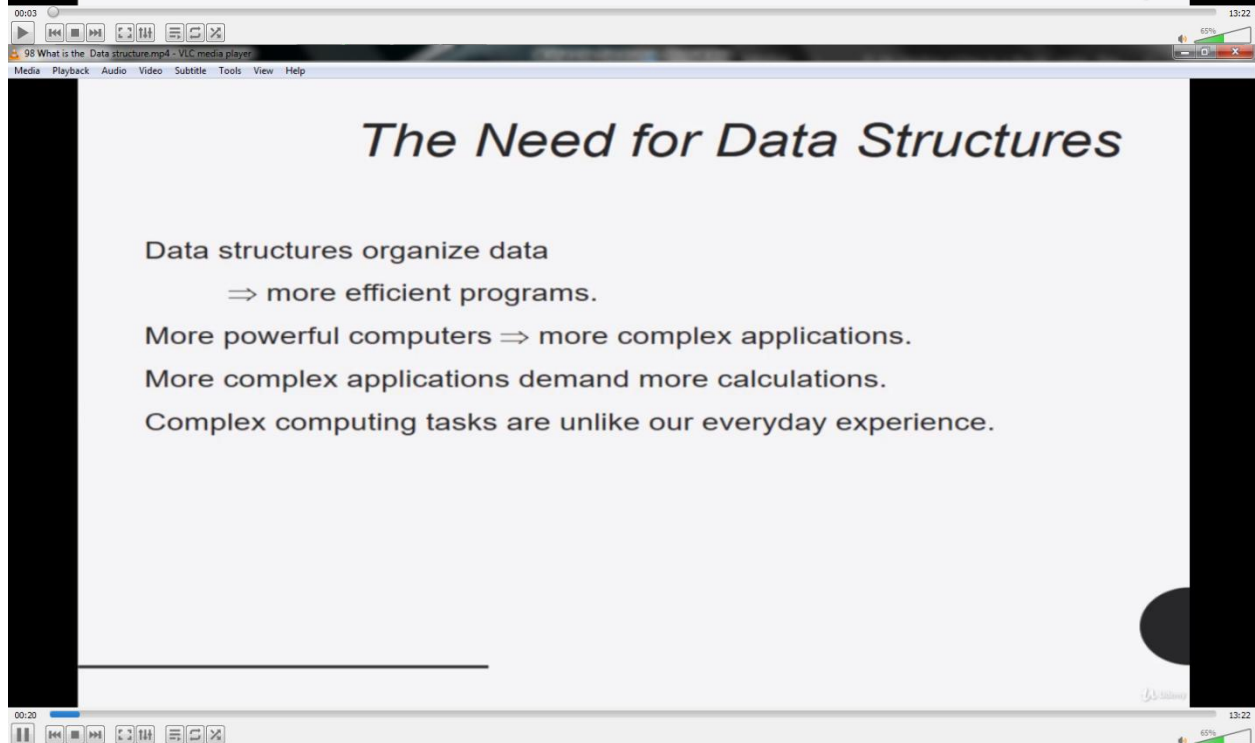 00:03 13:22
65%
98 What is the Data structure.mp4 - VLC media player
Media Playback Audio Video Subtitle Tools View Help
The Need for Data Structures
Data structures organize data
⇒ more efficient programs.
More powerful computers ⇒ more complex applications.
More complex applications demand more calculations.
Complex computing tasks are unlike our everyday experience.
Udemy
00:20 13:22
65%